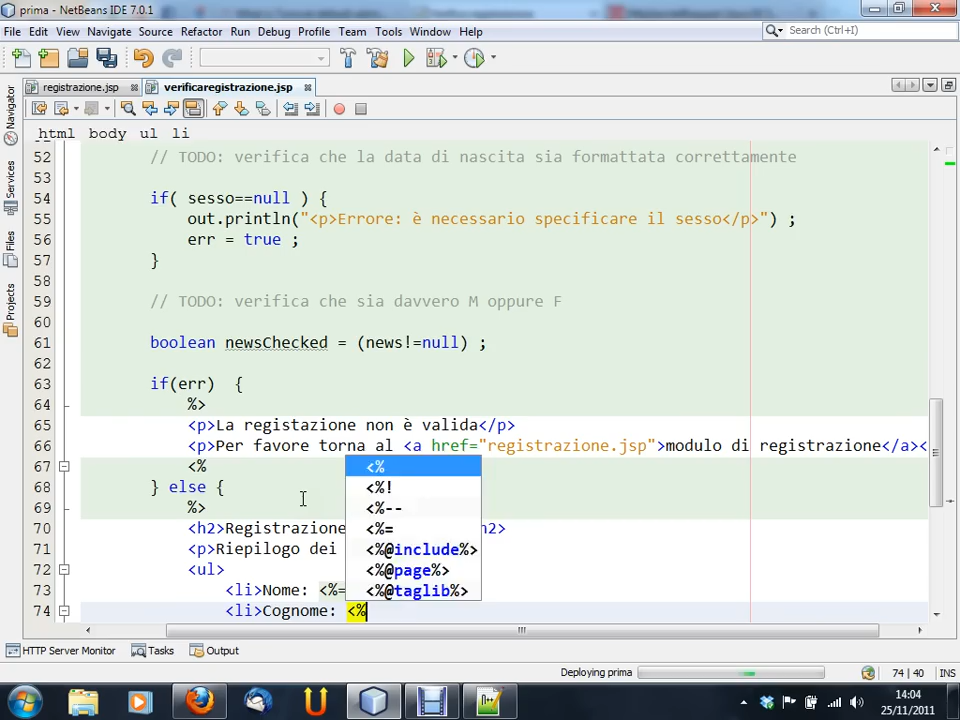 prima - NetBeans IDE 7.0.1
File Edit View Navigate Source Refactor Run Debug Profile Team Tools Window Help
Search (Ctrl+I)
registrazione.jsp verificaregistrazione.jsp
html body ul li
Navigator
Services
Files
Projects
52 // TODO: verifica che la data di nascita sia formattata correttamente
53
54 if( sesso==null ) {
55 out.println("<p>Errore: è necessario specificare il sesso</p>") ;
56 err = true ;
57 }
58
59 // TODO: verifica che sia davvero M oppure F
60
61 boolean newsChecked = (news!=null) ;
62
63 if(err) {
64 %>
65 <p>La registazione non è valida</p>
66 <p>Per favore torna al <a href="registrazione.jsp">modulo di registrazione</a><
67 <%
68 } else {
69 %>
70 <h2>Registrazione h2>
71 <p>Riepilogo dei
72 <ul>
73 <li>Nome: <%=
74 <li>Cognome: <%
<%
<%!
<%--
<%=
<%@include%>
<%@page%>
<%@taglib%>
HTTP Server Monitor Tasks Output
Deploying prima
74 | 40 INS
14:04
25/11/2011